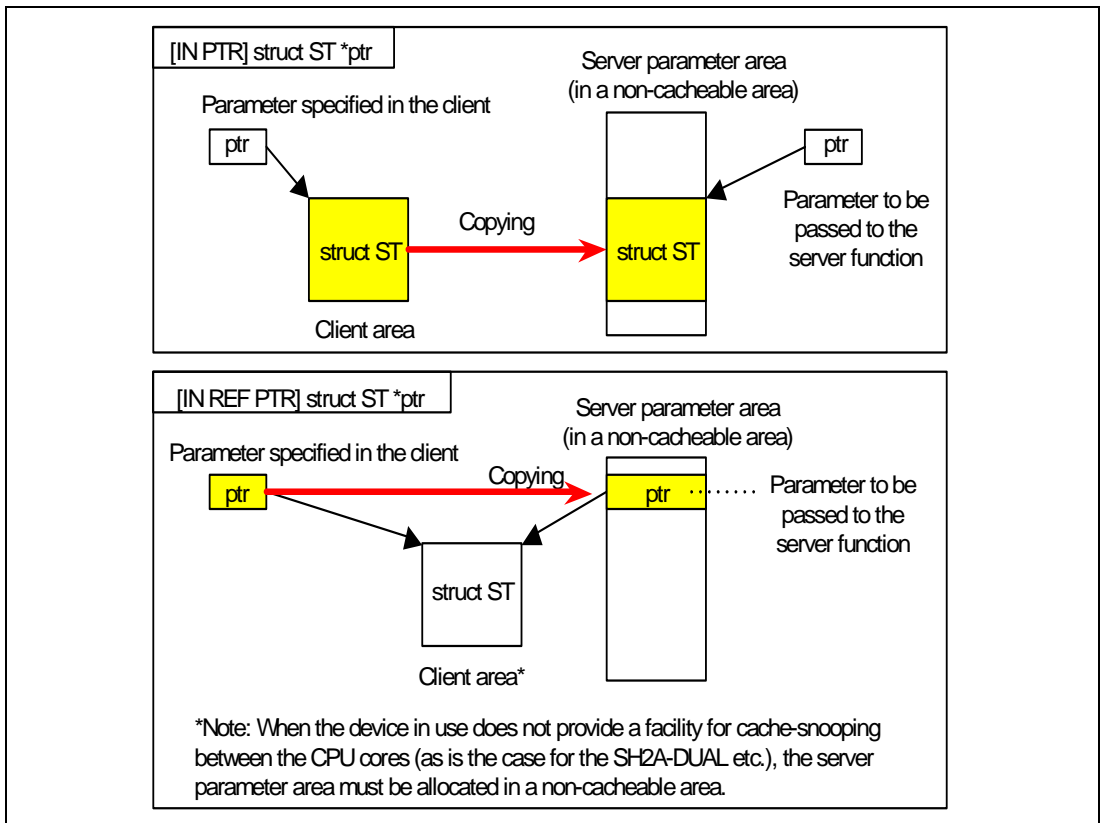 [IN PTR] struct ST *ptr
Server parameter area
(in a non-cacheable area)
Parameter specified in the client
ptr
ptr
Parameter to be
passed to the
server function
Copying
struct ST
struct ST
Client area
[IN REF PTR] struct ST *ptr
Server parameter area
(in a non-cacheable area)
Parameter specified in the client
Copying
ptr
ptr
Parameter to be
passed to the
server function
struct ST
Client area*
*Note: When the device in use does not provide a facility for cache-snooping
between the CPU cores (as is the case for the SH2A-DUAL etc.), the server
parameter area must be allocated in a non-cacheable area.